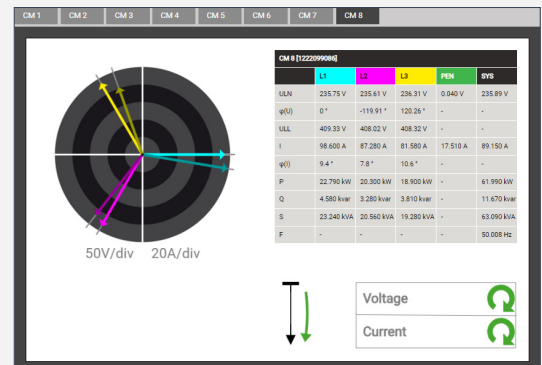 CM 1 CM 2 CM 3 CM 4 CM 5 CM 6 CM 7 CM 8
CM 8 [1222099086]
L1 L2 L3 PEN SYS
ULN 235.75 V 235.61 V 236.31 V 0.040 V 235.89 V
φ(U) 0 ° -119.91 ° 120.26 ° - -
ULL 409.33 V 408.02 V 408.32 V - -
I 98.600 A 87.280 A 81.580 A 17.510 A 89.150 A
φ(I) 9.4 ° 7.8 ° 10.6 ° - -
P 22.790 kW 20.300 kW 18.900 kW - 61.990 kW
Q 4.580 kvar 3.280 kvar 3.810 kvar - 11.670 kvar
S 23.240 kVA 20.560 kVA 19.280 kVA - 63.090 kVA
F - - - - 50.008 Hz
50V/div 20A/div
Voltage
Current